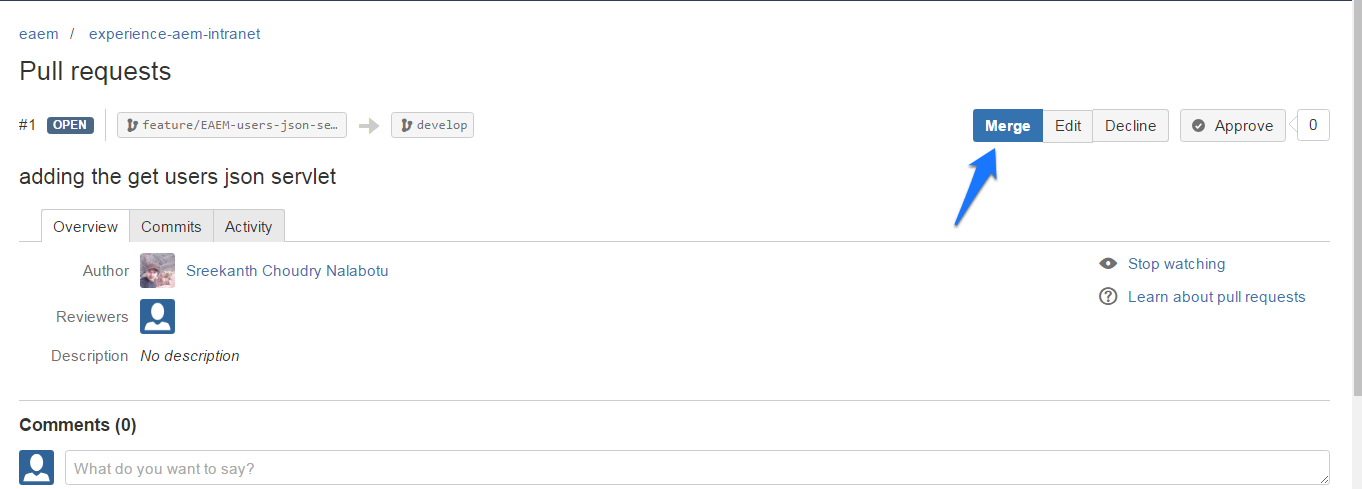 eaem / experience-aem-intranet
Pull requests
#1 OPEN feature/EAEM-users-json-se… develop Merge Edit Decline Approve 0
adding the get users json servlet
Overview Commits Activity
Author Sreekanth Choudry Nalabotu
Stop watching
Reviewers
Learn about pull requests
Description No description
Comments (0)
What do you want to say?